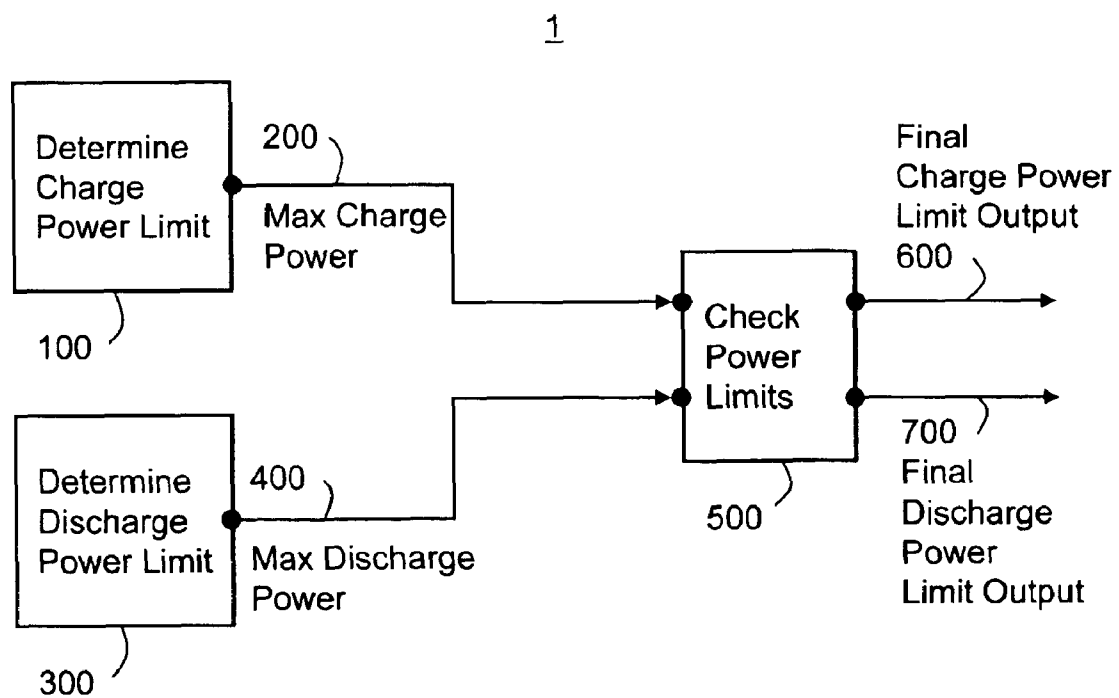 1
Determine
Charge
Power Limit
100
200
Max Charge
Power
Determine
Discharge
Power Limit
300
400
Max Discharge
Power
Check
Power
Limits
500
Final
Charge Power
Limit Output
600
700
Final
Discharge
Power
Limit Output